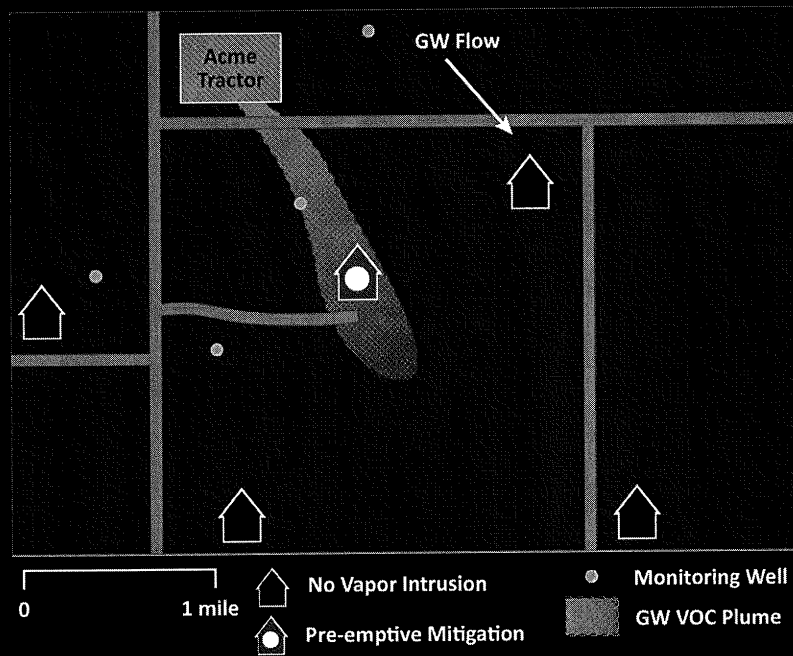 Acme
Tractor
GW Flow
0
1 mile
No Vapor Intrusion
Pre-emptive Mitigation
Monitoring Well
GW VOC Plume